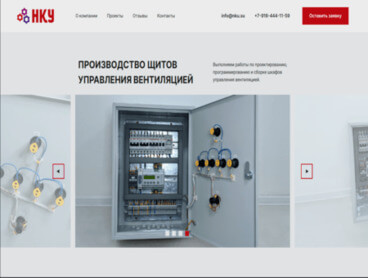 НКУ
О компании
Проекты
Отзывы
Контакты
info@nku.su
+7-919-444-11-59
Оставить заявку
ПРОИЗВОДСТВО ЩИТОВ
УПРАВЛЕНИЯ ВЕНТИЛЯЦИЕЙ
Выполняем работы по проектированию,
программированию и сборке шкафов
управления вентиляцией